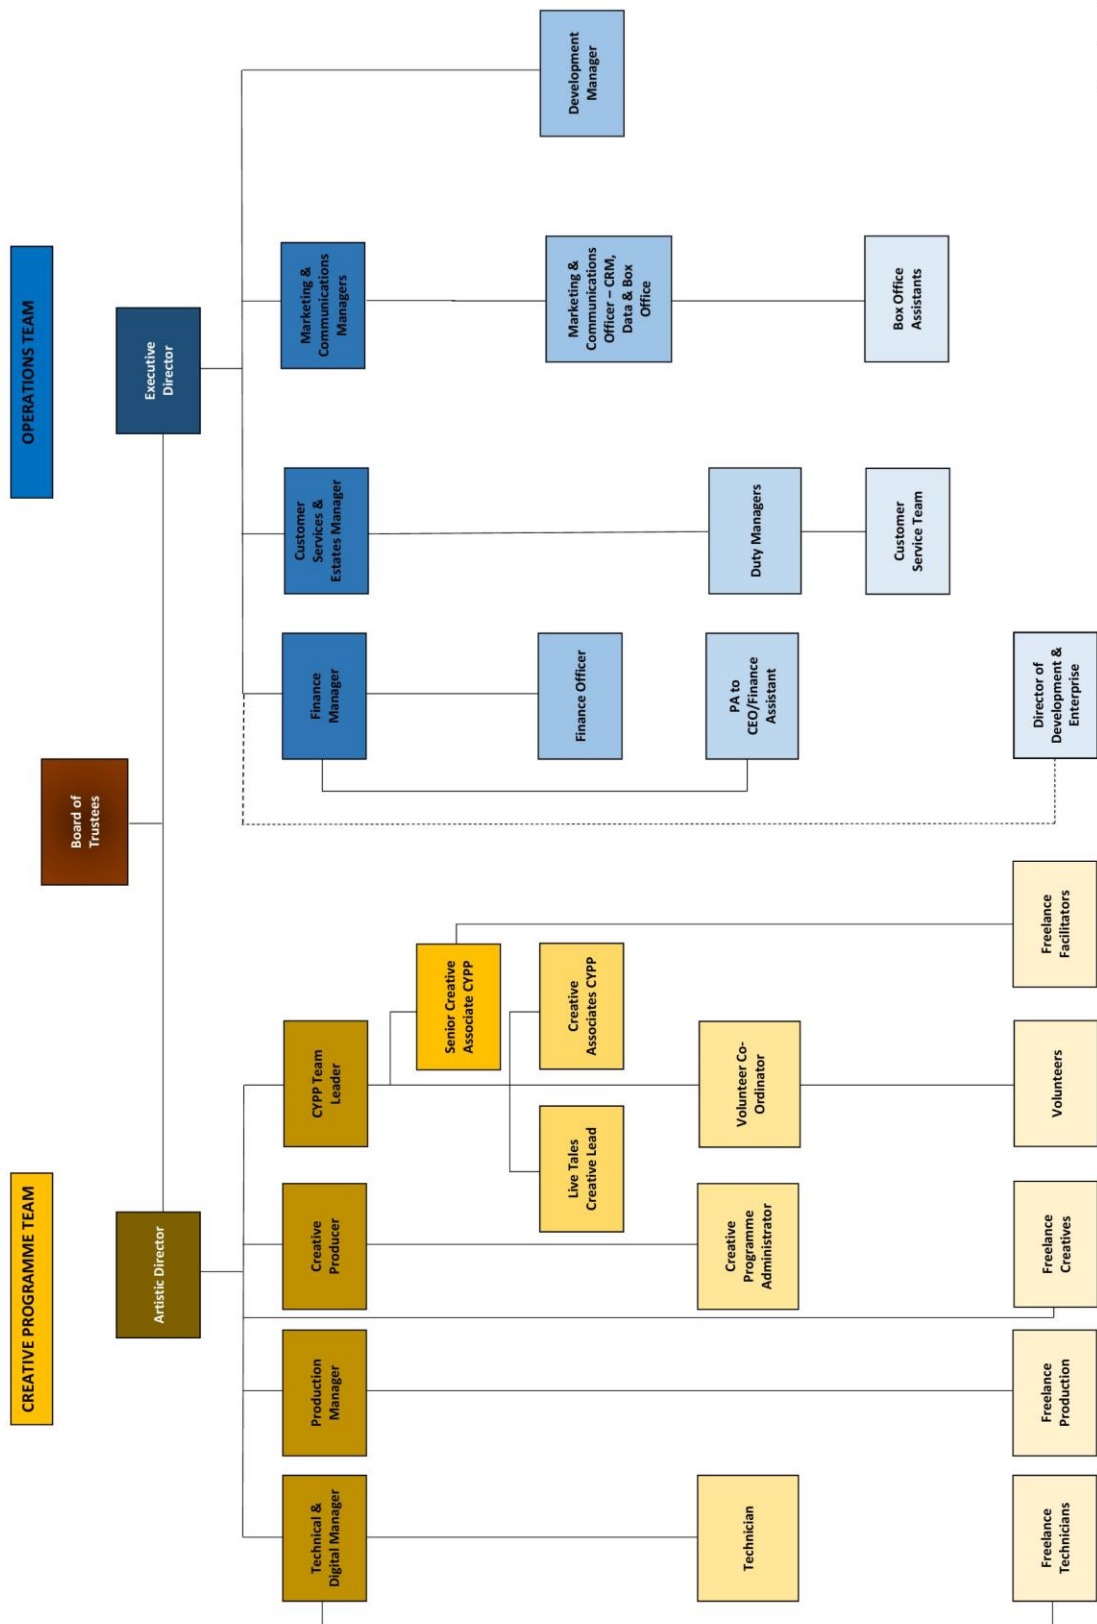 CREATIVE PROGRAMME TEAM
OPERATIONS TEAM
Board of
Trustees
Artistic Director
Executive
Director
Technical &
Digital Manager
Production
Manager
Creative
Producer
CYPP Team
Leader
Finance
Manager
Customer
Services &
Estates Manager
Marketing &
Communications
Managers
Senior Creative
Associate CYPP
Live Tales
Creative Lead
Creative
Associates CYPP
Finance Officer
Marketing &
Communications
Officer – CRM,
Data & Box
Office
Development
Manager
Technician
Creative
Programme
Administrator
Volunteer Co-
Ordinator
PA to
CEO/Finance
Assistant
Duty Managers
Customer
Service Team
Box Office
Assistants
Freelance
Technicians
Freelance
Production
Freelance
Creatives
Volunteers
Freelance
Facilitators
Director of
Development &
Enterprise